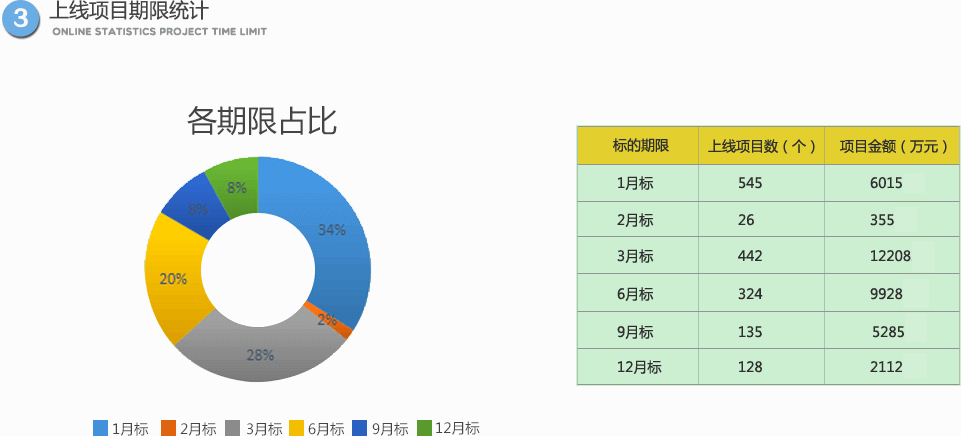 3
上线项目期限统计
ONLINE STATISTICS PROJECT TIME LIMIT
各期限占比
8%
8%
34%
20%
2%
28%
1月标 2月标 3月标 6月标 9月标 12月标
标的期限 上线项目数（个） 项目金额（万元）
1月标 545 6015
2月标 26 355
3月标 442 12208
6月标 324 9928
9月标 135 5285
12月标 128 2112